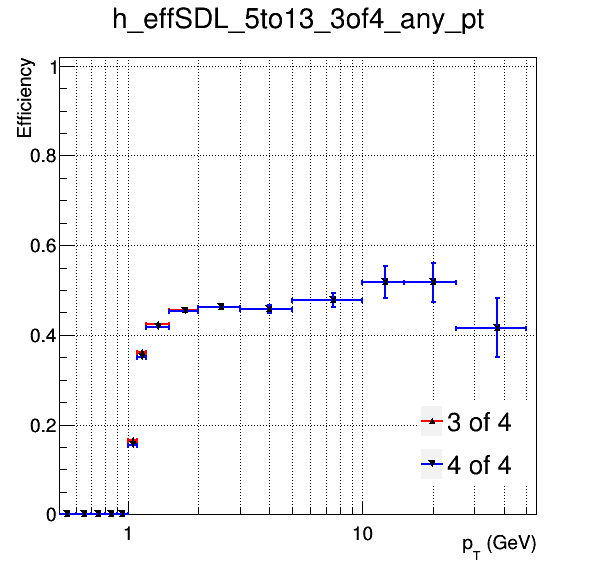 h_effSDL_5to13_3of4_any_pt
Efficiency
1
0.8
0.6
0.4
0.2
0
3 of 4
4 of 4
1
10
p_T (GeV)